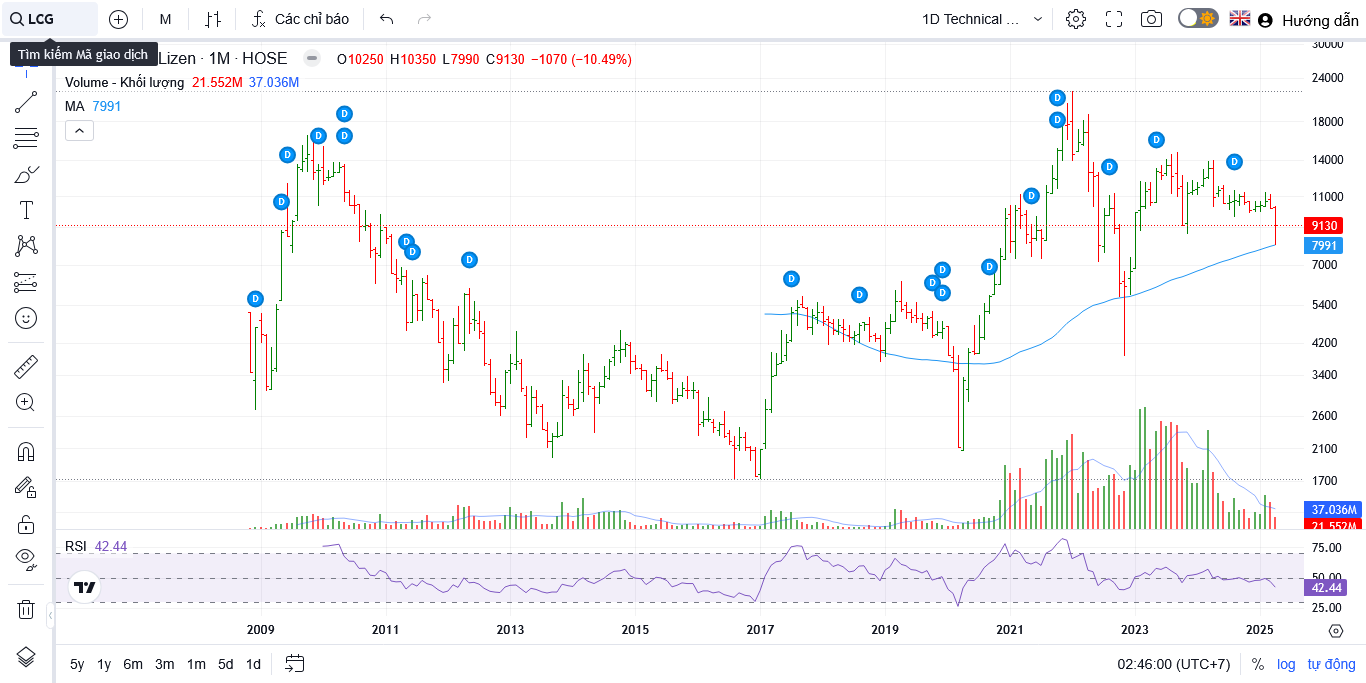 LCG M Các chỉ báo 1D Technical ... Hướng dẫn
Tìm kiếm Mã giao dịch Lizen · 1M · HOSE O10250 H10350 L7990 C9130 −1070 (−10.49%)
Volume - Khối lượng 21.552M 37.036M
MA 7991
30000
24000
18000
14000
11000
9130
7991
7000
5400
4200
3400
2600
2100
1700
37.036M
21.552M
D D D D D D D D D D D D D D D D D D D D D
RSI 42.44
75.00
50.00
42.44
25.00
2009 2011 2013 2015 2017 2019 2021 2023 2025
5y 1y 6m 3m 1m 5d 1d 02:46:00 (UTC+7) % log tự động